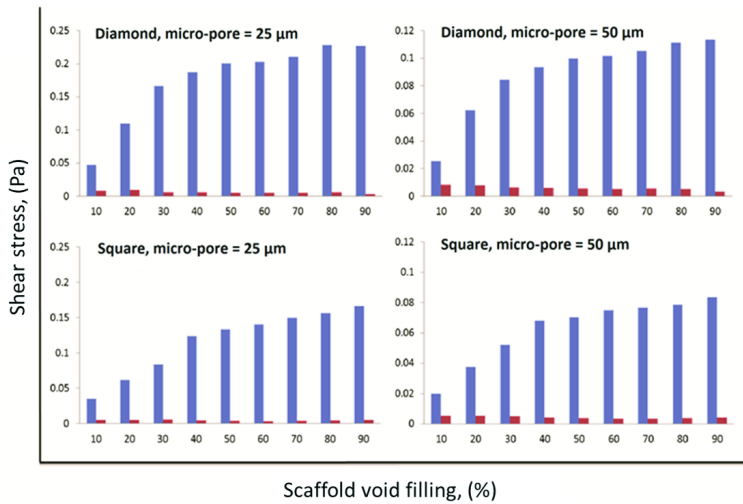 Diamond, micro-pore = 25 µm
0.25
0.2
0.15
0.1
0.05
0
10 20 30 40 50 60 70 80 90
Diamond, micro-pore = 50 µm
0.12
0.1
0.08
0.06
0.04
0.02
0
10 20 30 40 50 60 70 80 90
Square, micro-pore = 25 µm
0.25
0.2
0.15
0.1
0.05
0
10 20 30 40 50 60 70 80 90
Square, micro-pore = 50 µm
0.12
0.1
0.08
0.06
0.04
0.02
0
10 20 30 40 50 60 70 80 90
Shear stress, (Pa)
Scaffold void filling, (%)